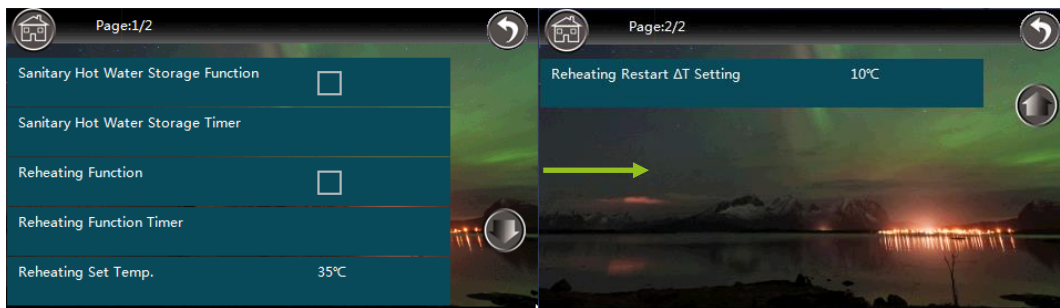 Page:1/2
Sanitary Hot Water Storage Function
Sanitary Hot Water Storage Timer
Reheating Function
Reheating Function Timer
Reheating Set Temp. 35℃
Page:2/2
Reheating Restart ΔT Setting 10℃